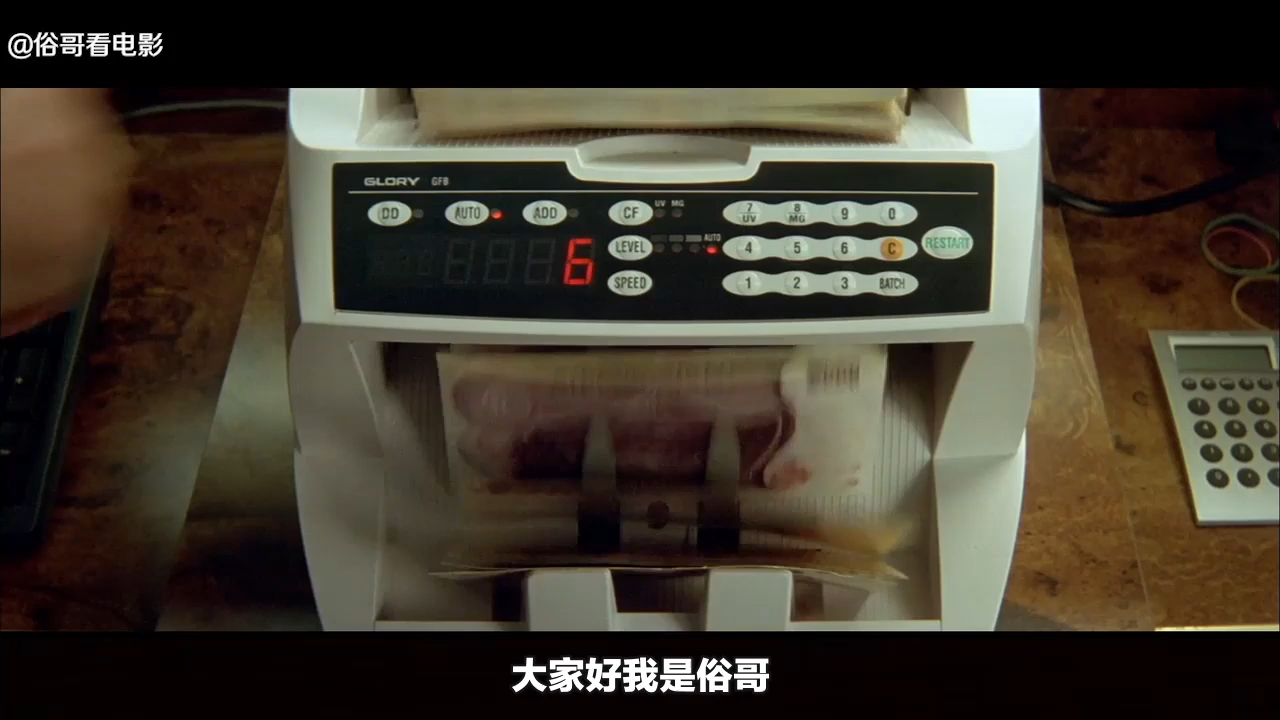 @俗哥看电影
GLORY GFB
UV MG
DD AUTO ADD CF 7 UV 8 MG 9 0
AUTO
LEVEL 4 5 6 C RESTART
6
SPEED 1 2 3 BATCH
大家好我是俗哥